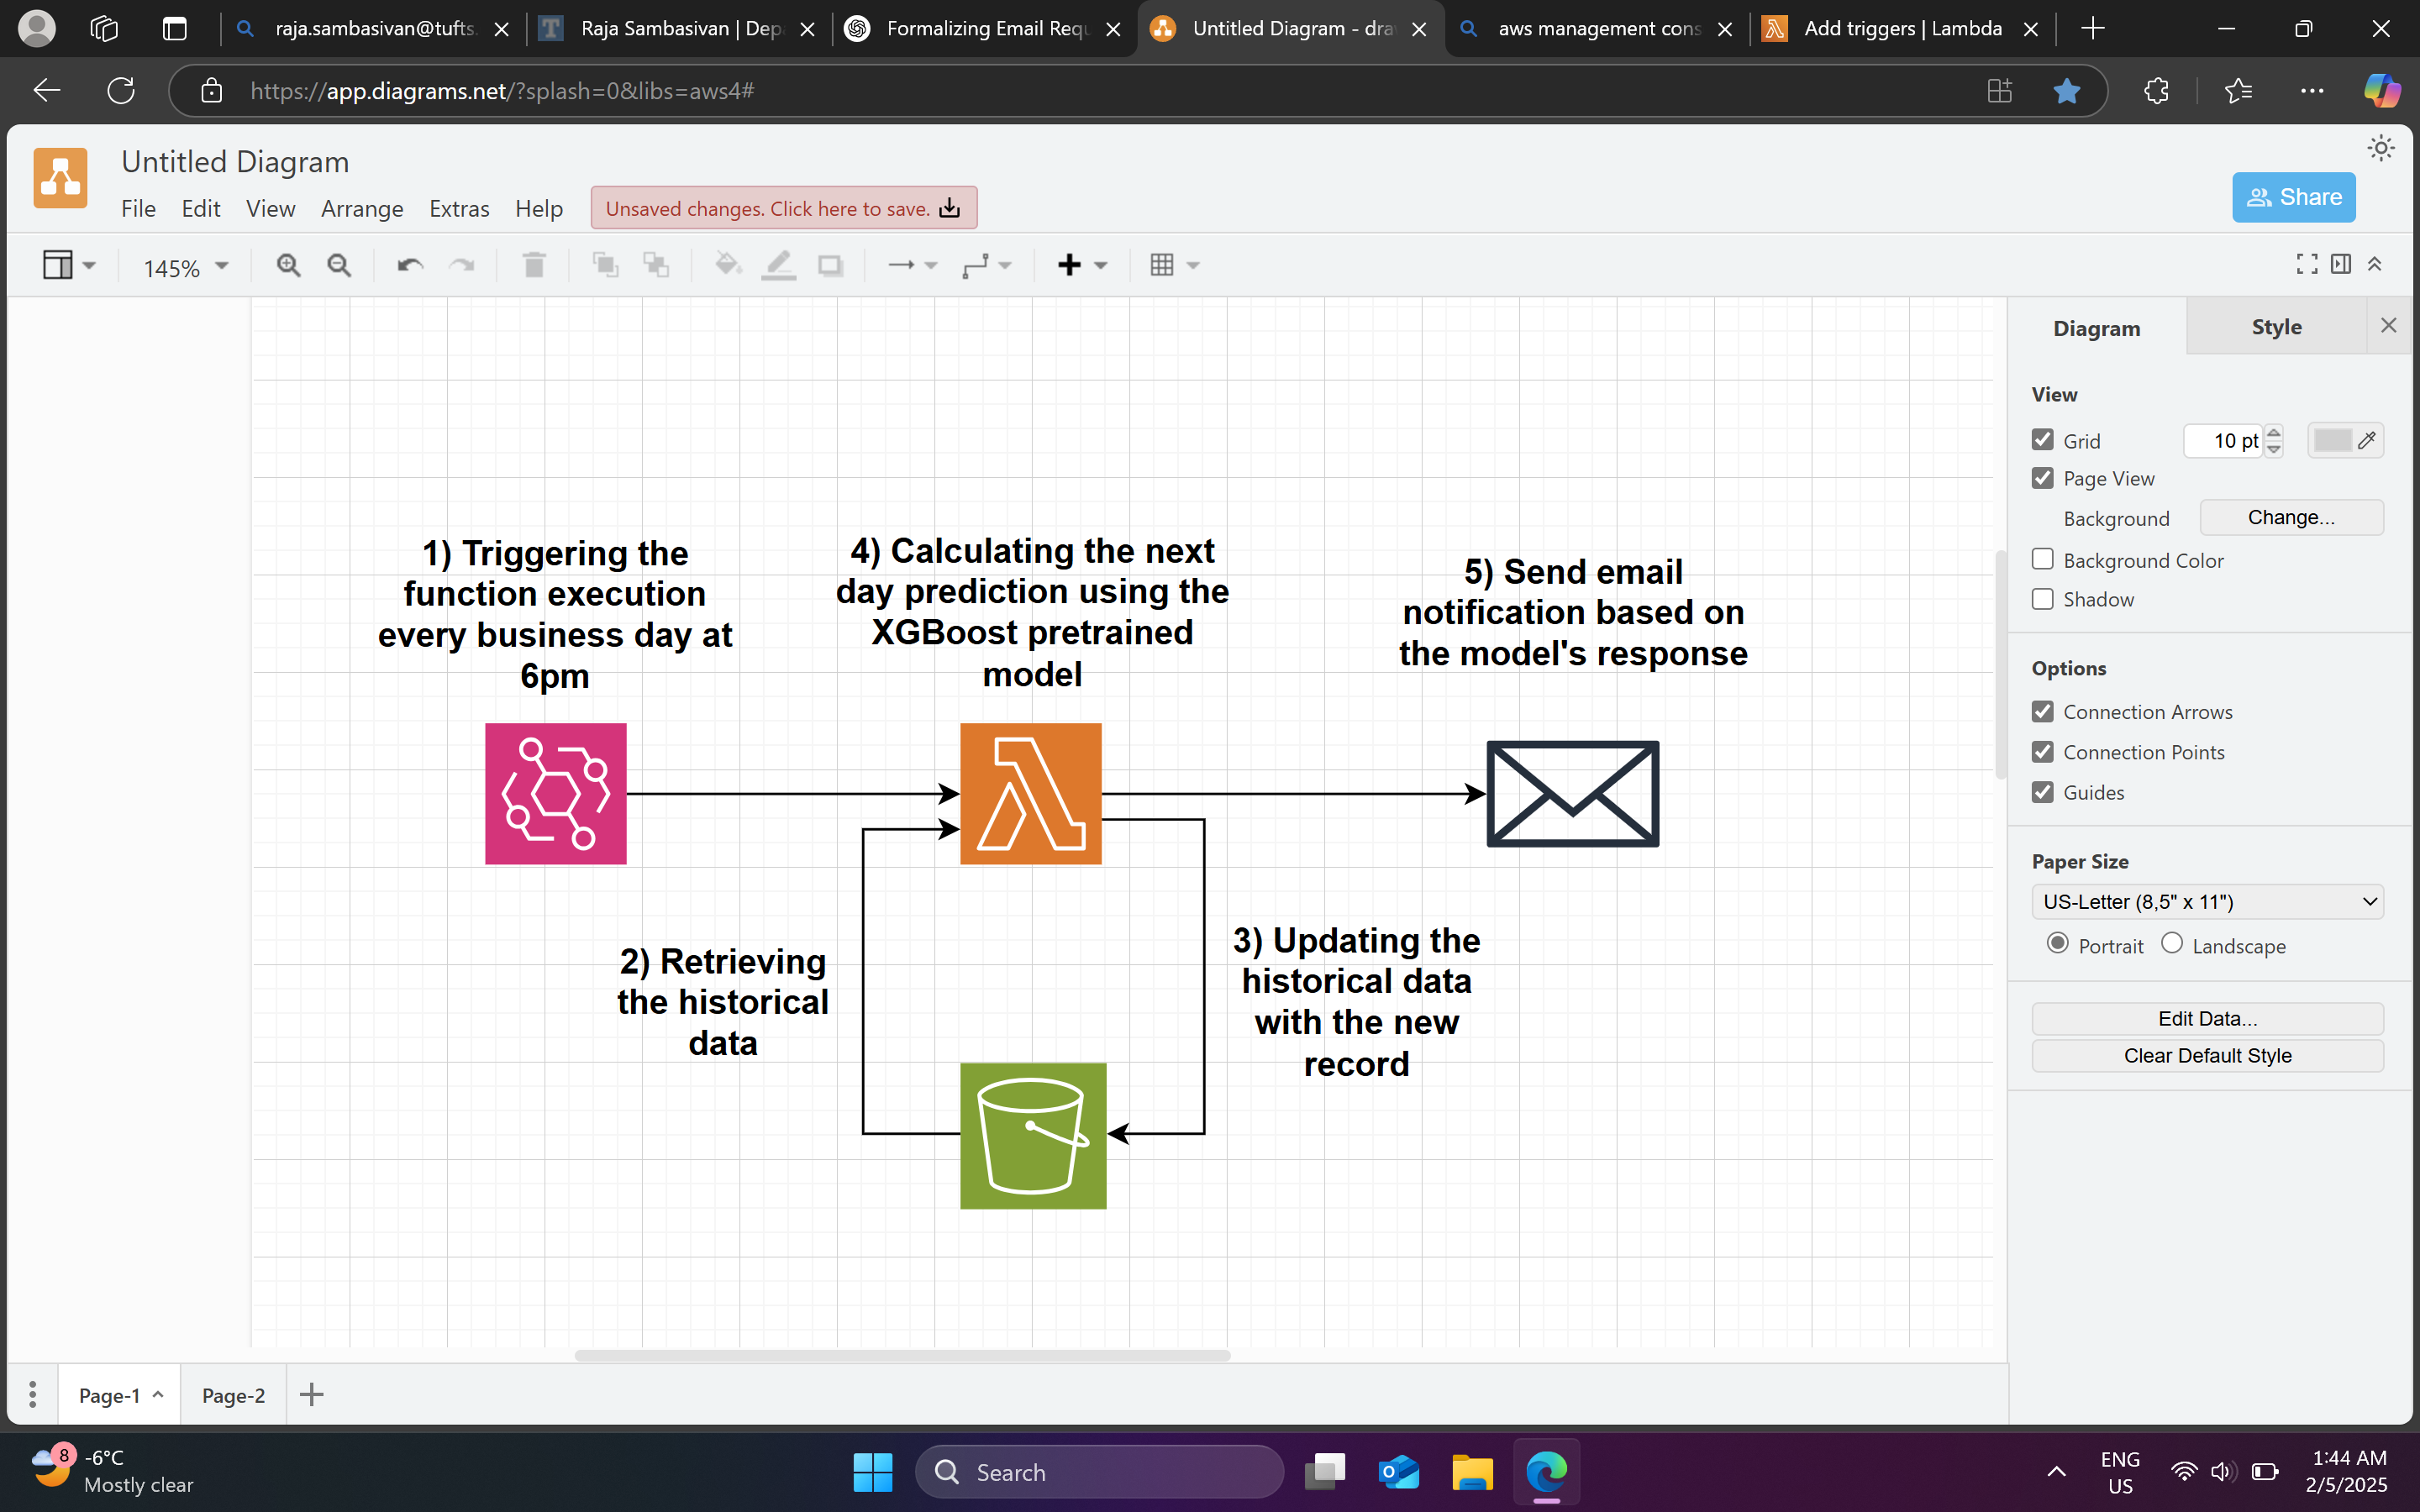 raja.sambasivan@tufts.
Raja Sambasivan | Dep
Formalizing Email Requ
Untitled Diagram - dra
aws management cons
Add triggers | Lambda
https://app.diagrams.net/?splash=0&libs=aws4#
Untitled Diagram
File Edit View Arrange Extras Help
Unsaved changes. Click here to save.
Share
145%
Diagram
Style
View
Grid
10 pt
Page View
Background
Change...
Background Color
Shadow
Options
Connection Arrows
Connection Points
Guides
Paper Size
US-Letter (8,5" x 11")
Portrait
Landscape
Edit Data...
Clear Default Style
1) Triggering the
function execution
every business day at
6pm
4) Calculating the next
day prediction using the
XGBoost pretrained
model
5) Send email
notification based on
the model's response
2) Retrieving
the historical
data
3) Updating the
historical data
with the new
record
Page-1
Page-2
8
-6°C
Mostly clear
Search
ENG
US
1:44 AM
2/5/2025